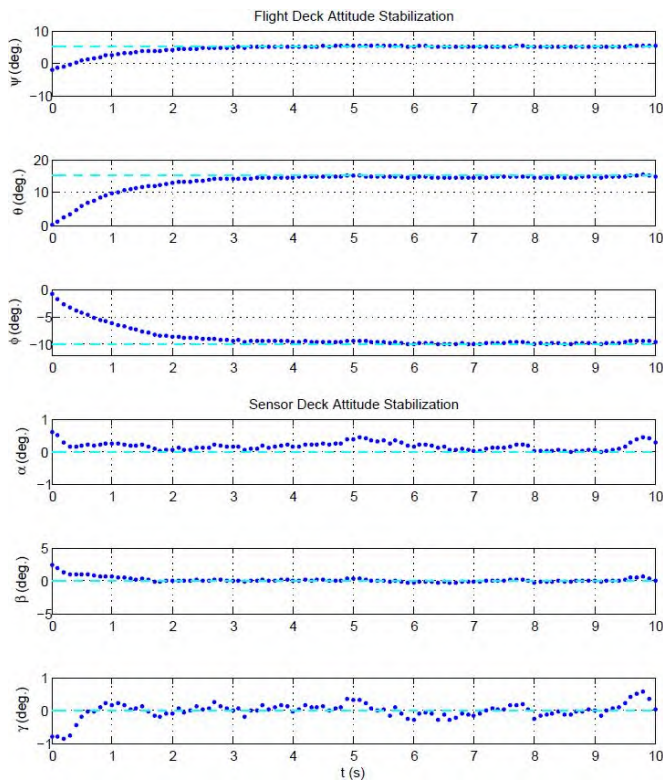 Flight Deck Attitude Stabilization
10
0
−10
ψ (deg.)
0 1 2 3 4 5 6 7 8 9 10
20
10
0
θ (deg.)
0 1 2 3 4 5 6 7 8 9 10
0
−5
−10
ϕ (deg.)
0 1 2 3 4 5 6 7 8 9 10
Sensor Deck Attitude Stabilization
1
0
−1
α (deg.)
0 1 2 3 4 5 6 7 8 9 10
5
0
−5
β (deg.)
0 1 2 3 4 5 6 7 8 9 10
1
0
−1
γ (deg.)
0 1 2 3 4 5 6 7 8 9 10
t (s)